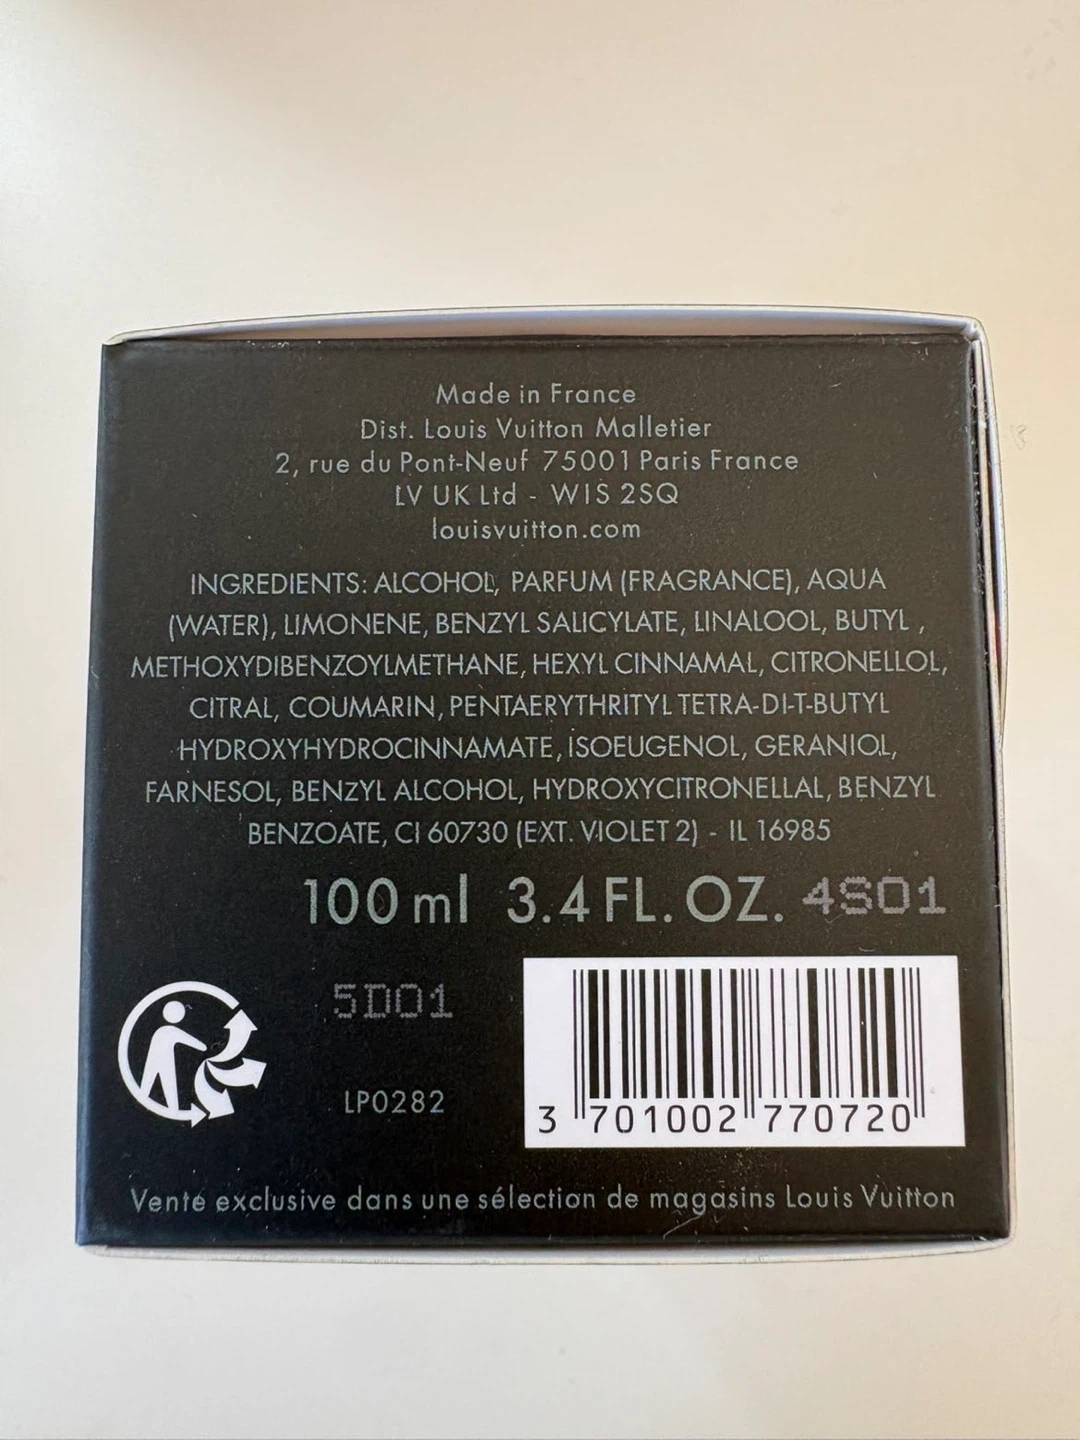 Made in France
Dist. Louis Vuitton Malletier
2, rue du Pont-Neuf 75001 Paris France
LV UK Ltd - W1S 2SQ
louisvuitton.com
INGREDIENTS: ALCOHOL, PARFUM (FRAGRANCE), AQUA
(WATER), LIMONENE, BENZYL SALICYLATE, LINALOOL, BUTYL ,
METHOXYDIBENZOYLMETHANE, HEXYL CINNAMAL, CITRONELLOL,
CITRAL, COUMARIN, PENTAERYTHRITYL TETRA-DI-T-BUTYL
HYDROXYHYDROCINNAMATE, ISOEUGENOL, GERANIOL,
FARNESOL, BENZYL ALCOHOL, HYDROXYCITRONELLAL, BENZYL
BENZOATE, CI 60730 (EXT. VIOLET 2) - IL 16985
100 ml 3.4 FL. OZ. 4S01
5D01
LP0282
3 701002 770720
Vente exclusive dans une sélection de magasins Louis Vuitton